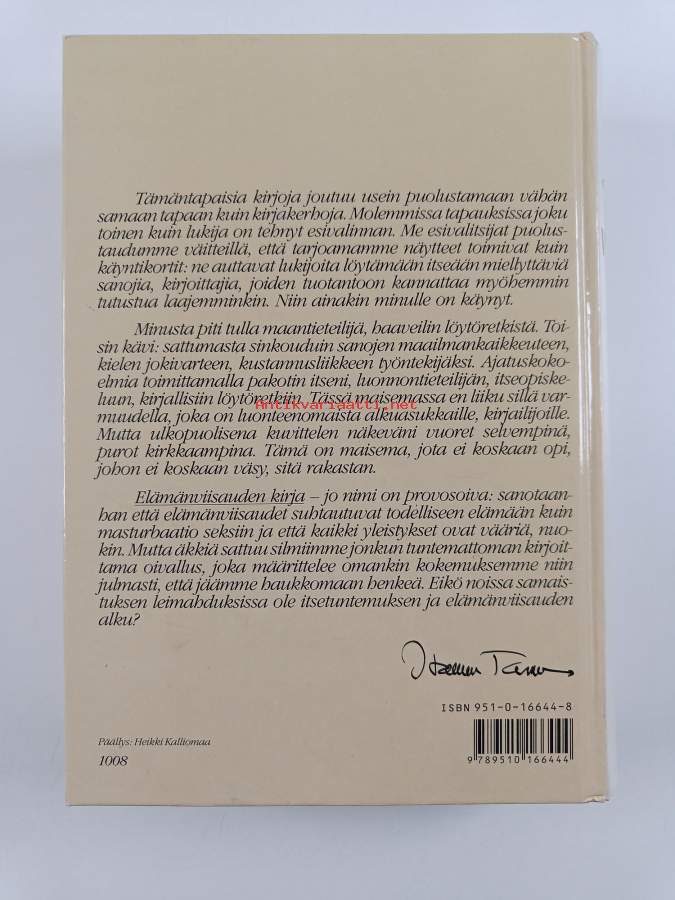 Tämäntapaisia kirjoja joutuu usein puolustamaan vähän
samaan tapaan kuin kirjakerhoja. Molemmissa tapauksissa joku
toinen kuin lukija on tehnyt esivalinnan. Me esivalitsijat puolus-
taudumme väitteillä, että tarjoamamme näytteet toimivat kuin
käyntikortit: ne auttavat lukijoita löytämään itseään miellyttäviä
sanojia, kirjoittajia, joiden tuotantoon kannattaa myöhemmin
tutustua laajemminkin. Niin ainakin minulle on käynyt.
Minusta piti tulla maantieteilijä, haaveilin löytöretkistä. Toi-
sin kävi: sattumasta sinkouduin sanojen maailmankaikkeuteen,
kielen jokivarteen, kustannusliikkeen työntekijäksi. Ajatuskoko-
elmia toimittamalla pakotin itseni, luonnontieteilijän, itseopiske-
luun, kirjallisiin löytöretkiin. Tässä maisemassa en liiku sillä var-
Antikvariaatti.net
muudella, joka on luonteenomaista alkuasukkaille, kirjailijoille.
Mutta ulkopuolisena kuvittelen näkeväni vuoret selvempinä,
purot kirkkaampina. Tämä on maisema, jota ei koskaan opi,
johon ei koskaan väsy, sitä rakastan.
Elämänviisauden kirja – jo nimi on provosoiva: sanotaan-
han että elämänviisaudet suhtautuvat todelliseen elämään kuin
masturbaatio seksiin ja että kaikki yleistykset ovat vääriä, nuo-
kin. Mutta äkkiä sattuu silmiimme jonkun tuntemattoman kirjoit-
tama oivallus, joka määrittelee omankin kokemuksemme niin
julmasti, että jäämme haukkomaan henkeä. Eikö noissa samais-
tuksen leimahduksissa ole itsetuntemuksen ja elämänviisauden
alku?
ISBN 951-0-16644-8
Päällys: Heikki Kalliomaa
1008
9 789510 166444